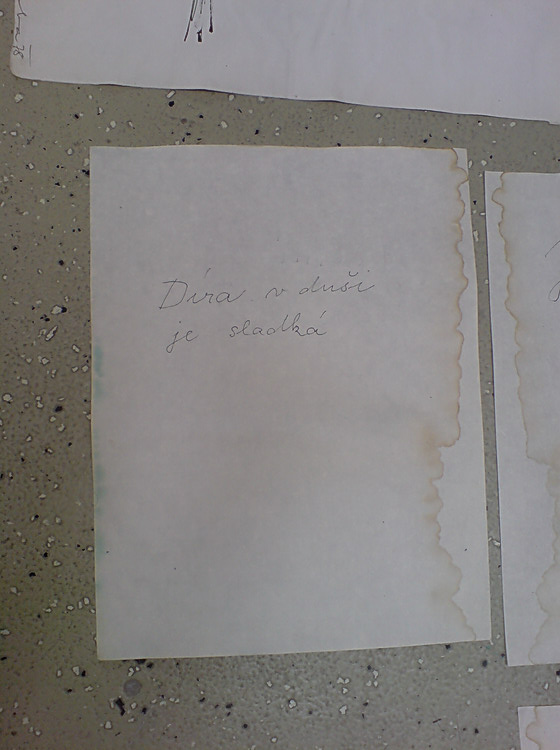 Díra v duši
je sladká